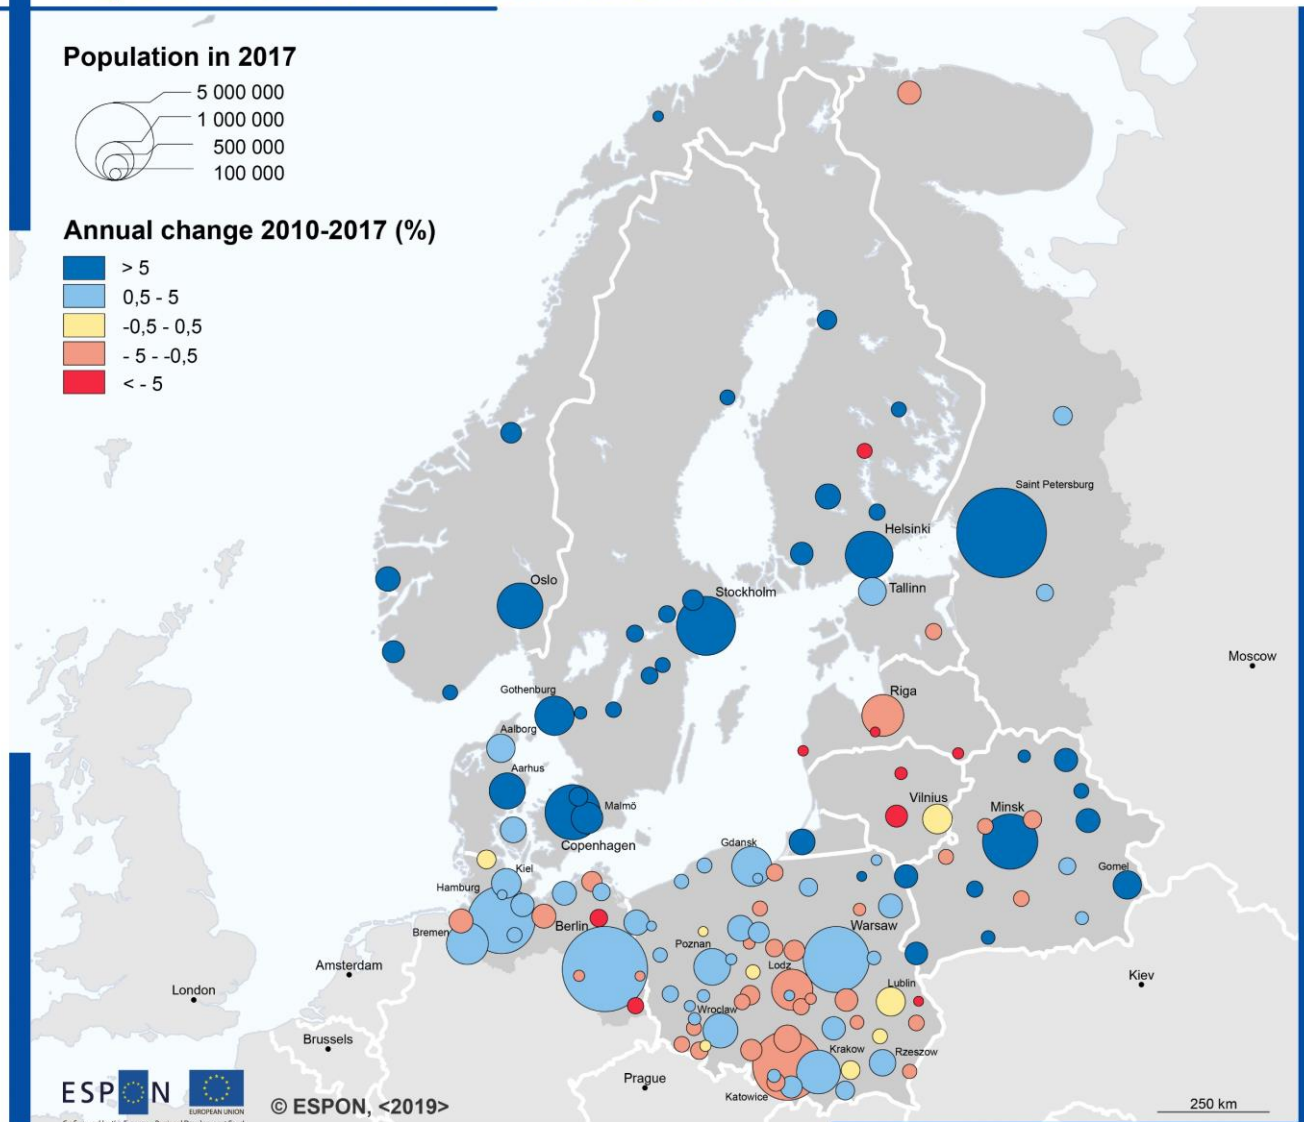 Population in 2017
5 000 000
1 000 000
500 000
100 000
Annual change 2010-2017 (%)
> 5
0,5 - 5
-0,5 - 0,5
- 5 - -0,5
< - 5
Saint Petersburg
Helsinki
Oslo
Stockholm
Tallinn
Moscow
Riga
Gothenburg
Aalborg
Aarhus
Malmö
Vilnius
Minsk
Copenhagen
Gdansk
Kiel
Gomel
Hamburg
Berlin
Warsaw
Bremen
Poznan
Amsterdam
Lodz
Kiev
London
Lublin
Wroclaw
Brussels
Krakow
Rzeszow
Prague
Katowice
ESPON
EUROPEAN UNION
© ESPON, <2019>
250 km